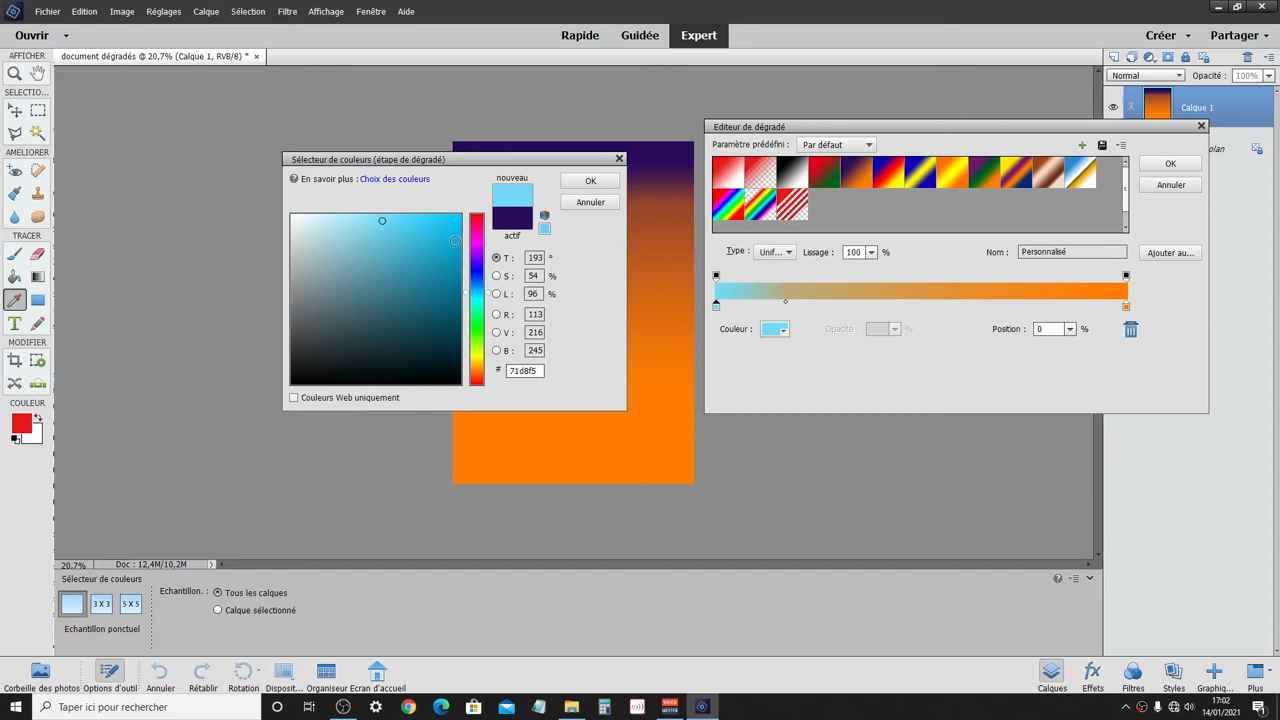 Fichier Edition Image Réglages Calque Sélection Filtre Affichage Fenêtre Aide
Ouvrir Rapide Guidée Expert Créer Partager
AFFICHER
document dégradés @ 20,7% (Calque 1, RVB/8) *
Normal Opacité : 100%
SELECTIO...
Calque 1
AMELIORER
TRACER
MODIFIER
COULEUR
Sélecteur de couleurs (étape de dégradé)
En savoir plus : Choix des couleurs
nouveau
OK
Annuler
actif
T : 193 °
S : 54 %
L : 96 %
R : 113
V : 216
B : 245
# 71d8f5
Couleurs Web uniquement
Editeur de dégradé
Paramètre prédéfini : Par défaut
OK
Annuler
Type : Unif... Lissage : 100 % Nom : Personnalisé Ajouter au...
Couleur : Opacité : % Position : 0 %
plan
20,7% Doc : 12,4M/10,2M
Sélecteur de couleurs
Echantillon. : Tous les calques
3 X 3 5 X 5
Calque sélectionné
Echantillon ponctuel
Corbeille des photos Options d'outil Annuler Rétablir Rotation Disposit... Organiseur Ecran d'accueil Calques Effets Filtres Styles Graphiq... Plus
Taper ici pour rechercher
17:02
14/01/2021